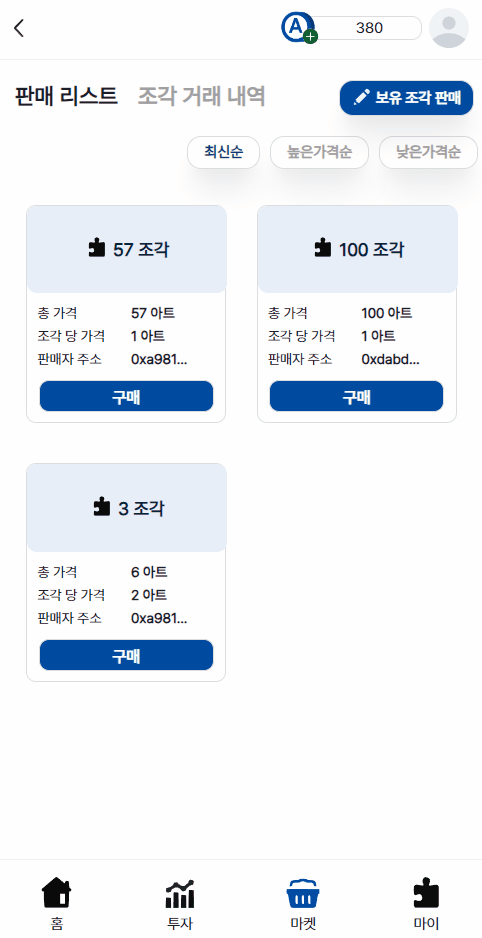 A 380
판매 리스트 조각 거래 내역 보유 조각 판매
최신순 높은가격순 낮은가격순
57 조각
총 가격 57 아트
조각 당 가격 1 아트
판매자 주소 0xa981...
구매
100 조각
총 가격 100 아트
조각 당 가격 1 아트
판매자 주소 0xdabd...
구매
3 조각
총 가격 6 아트
조각 당 가격 2 아트
판매자 주소 0xa981...
구매
홈 투자 마켓 마이